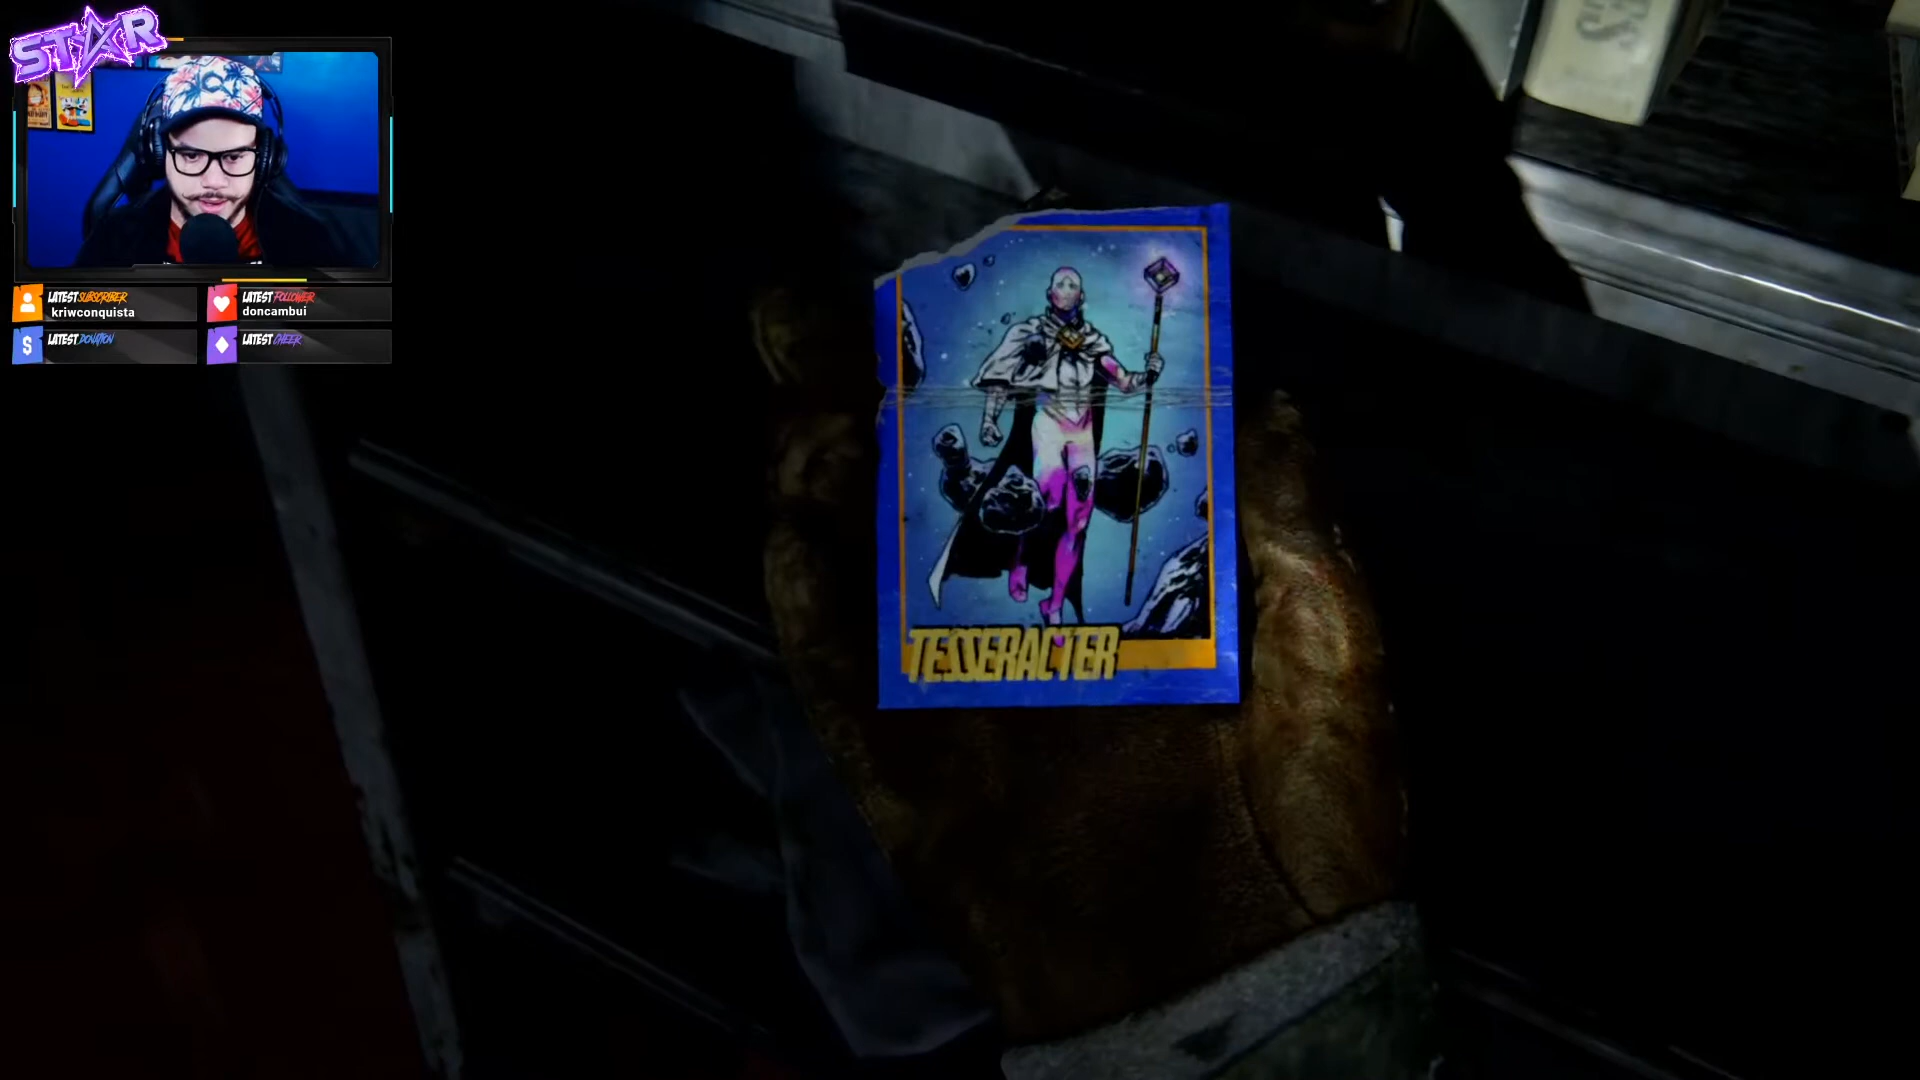 STAR
LATEST SUBSCRIBER
kriwconquista
LATEST FOLLOWER
doncambui
LATEST DONATION
LATEST CHEER
TESSERACTER